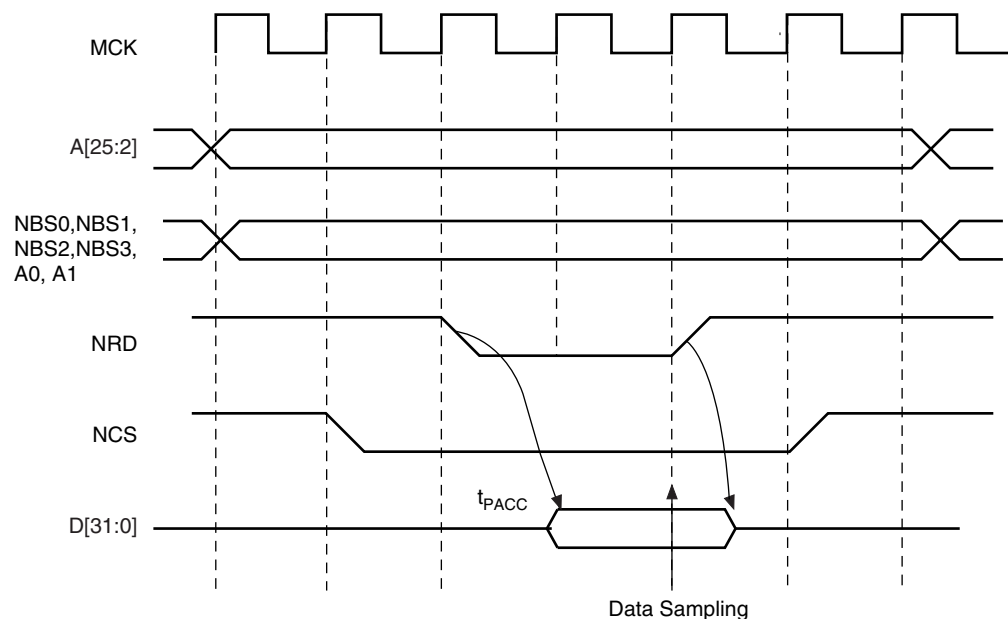 MCK
A[25:2]
NBS0,NBS1,
NBS2,NBS3,
A0, A1
NRD
NCS
tPACC
D[31:0]
Data Sampling